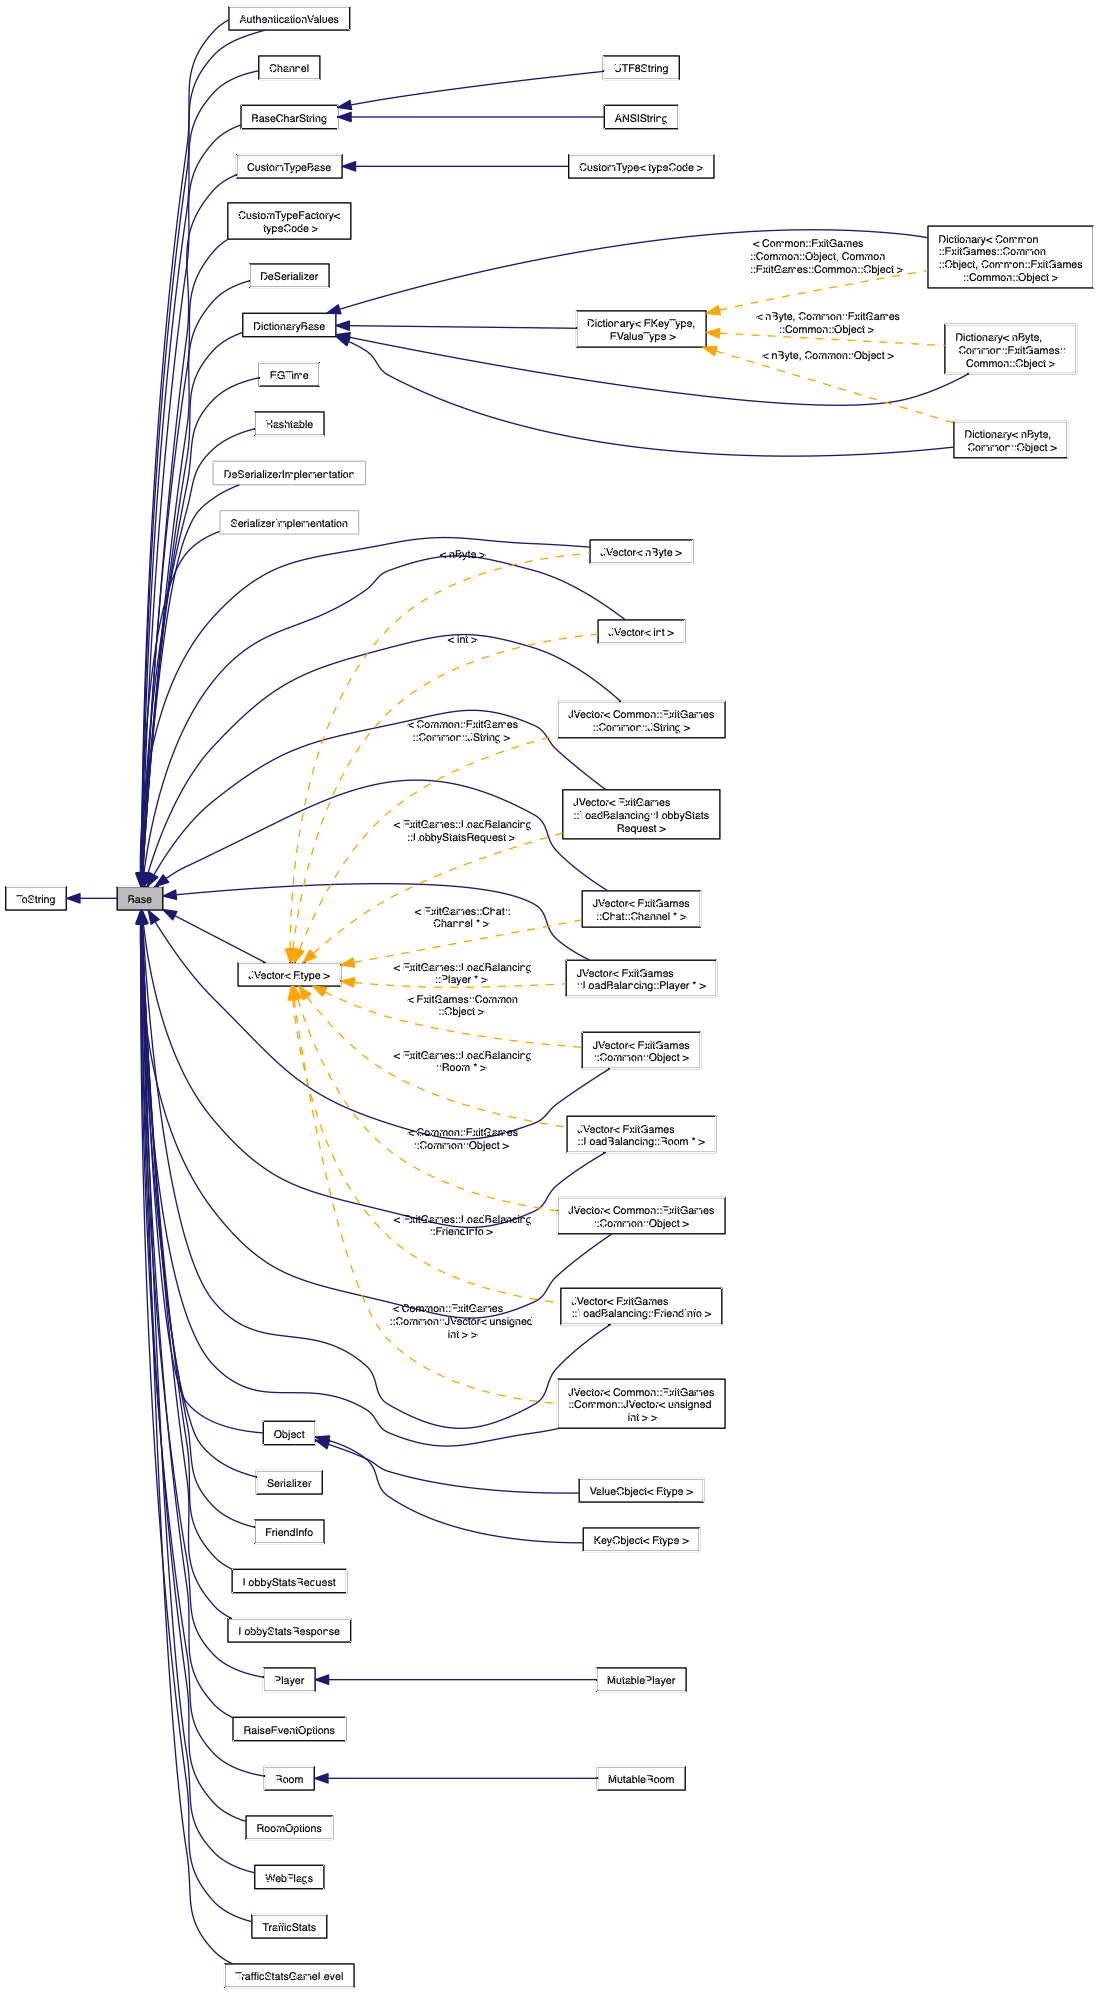 AuthenticationValues
Channel
UTF8String
BaseCharString
ANSIString
CustomTypeBase
CustomType< typeCode >
CustomTypeFactory<
typeCode >
Dictionary< Common
::ExitGames::Common
::Object, Common::ExitGames
::Common::Object >
< Common::ExitGames
::Common::Object, Common
::ExitGames::Common::Object >
DeSerializer
DictionaryBase
Dictionary< EKeyType,
EValueType >
< nByte, Common::ExitGames
::Common::Object >
Dictionary< nByte,
Common::ExitGames::
Common::Object >
< nByte, Common::Object >
EGTime
Hashtable
Dictionary< nByte,
Common::Object >
DeSerializerImplementation
SerializerImplementation
< nByte >
JVector< nByte >
< int >
JVector< int >
JVector< Common::ExitGames
::Common::JString >
< Common::ExitGames
::Common::JString >
JVector< ExitGames
::LoadBalancing::LobbyStats
Request >
< ExitGames::LoadBalancing
::LobbyStatsRequest >
ToString
Base
JVector< ExitGames
::Chat::Channel * >
< ExitGames::Chat::
Channel * >
JVector< Etype >
< ExitGames::LoadBalancing
::Player * >
JVector< ExitGames
::LoadBalancing::Player * >
< ExitGames::Common
::Object >
JVector< ExitGames
::Common::Object >
< ExitGames::LoadBalancing
::Room * >
JVector< ExitGames
::LoadBalancing::Room * >
< Common::ExitGames
::Common::Object >
JVector< Common::ExitGames
::Common::Object >
< ExitGames::LoadBalancing
::FriendInfo >
JVector< ExitGames
::LoadBalancing::FriendInfo >
< Common::ExitGames
::Common::JVector< unsigned
int > >
JVector< Common::ExitGames
::Common::JVector< unsigned
int > >
Object
Serializer
ValueObject< Etype >
FriendInfo
KeyObject< Etype >
LobbyStatsRequest
LobbyStatsResponse
Player
MutablePlayer
RaiseEventOptions
Room
MutableRoom
RoomOptions
WebFlags
TrafficStats
TrafficStatsGameLevel